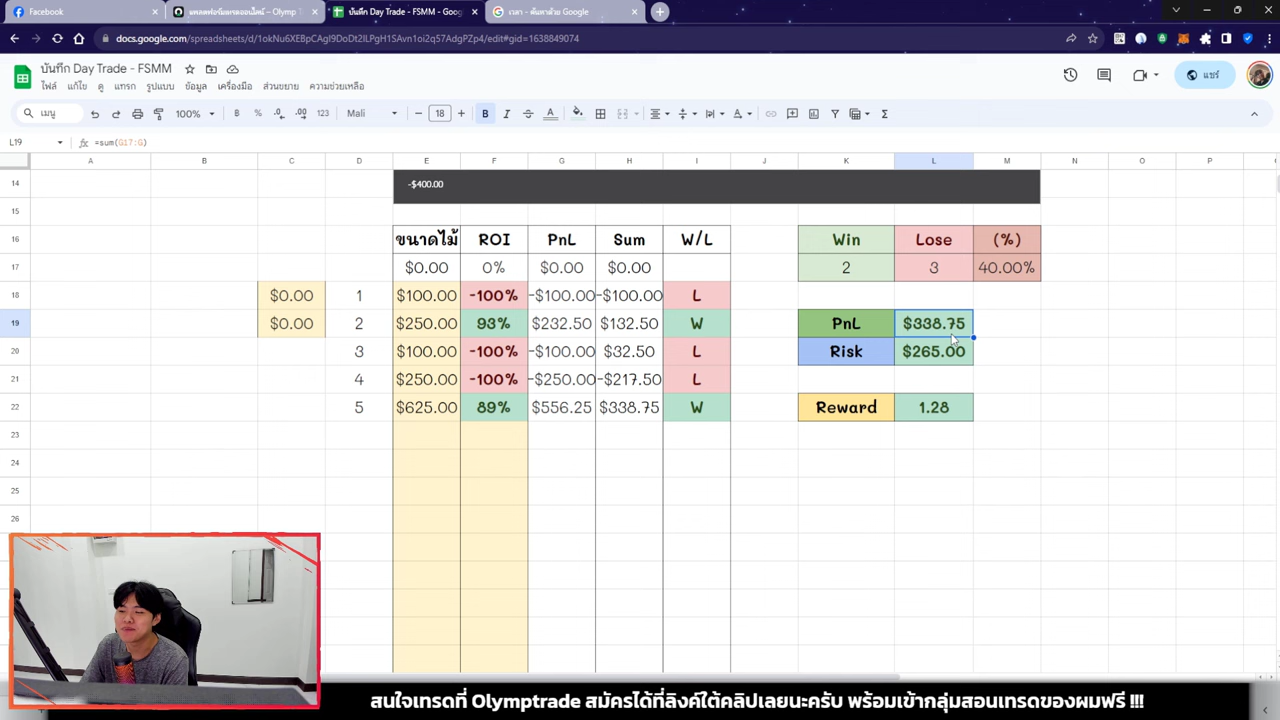 Facebook
แพลตฟอร์มเทรดออนไลน์ – Olymp T
บันทึก Day Trade - FSMM - Goog
เวลา - ค้นหาด้วย Google
docs.google.com/spreadsheets/d/1okNu6XEBpCAgI9DoDt2ILPgH1SAvn1oi2q57AdgPZp4/edit#gid=1638849074
บันทึก Day Trade - FSMM
ไฟล์ แก้ไข ดู แทรก รูปแบบ ข้อมูล เครื่องมือ ส่วนขยาย ความช่วยเหลือ
แชร์
เมนู 100% ฿ % .0 .00 123 Mali 18 B I A
L19 fx =sum(G17:G)
A B C D E F G H I J K L M N O P
14 -$400.00
15
16 ขนาดไม้ ROI PnL Sum W/L Win Lose (%)
17 $0.00 0% $0.00 $0.00 2 3 40.00%
18 $0.00 1 $100.00 -100% -$100.00 -$100.00 L
19 $0.00 2 $250.00 93% $232.50 $132.50 W PnL $338.75
20 3 $100.00 -100% -$100.00 $32.50 L Risk $265.00
21 4 $250.00 -100% -$250.00 -$217.50 L
22 5 $625.00 89% $556.25 $338.75 W Reward 1.28
23
24
25
26
สนใจเทรดที่ Olymptrade สมัครได้ที่ลิงค์ใต้คลิปเลยนะครับ พร้อมเข้ากลุ่มสอนเทรดของผมฟรี !!!